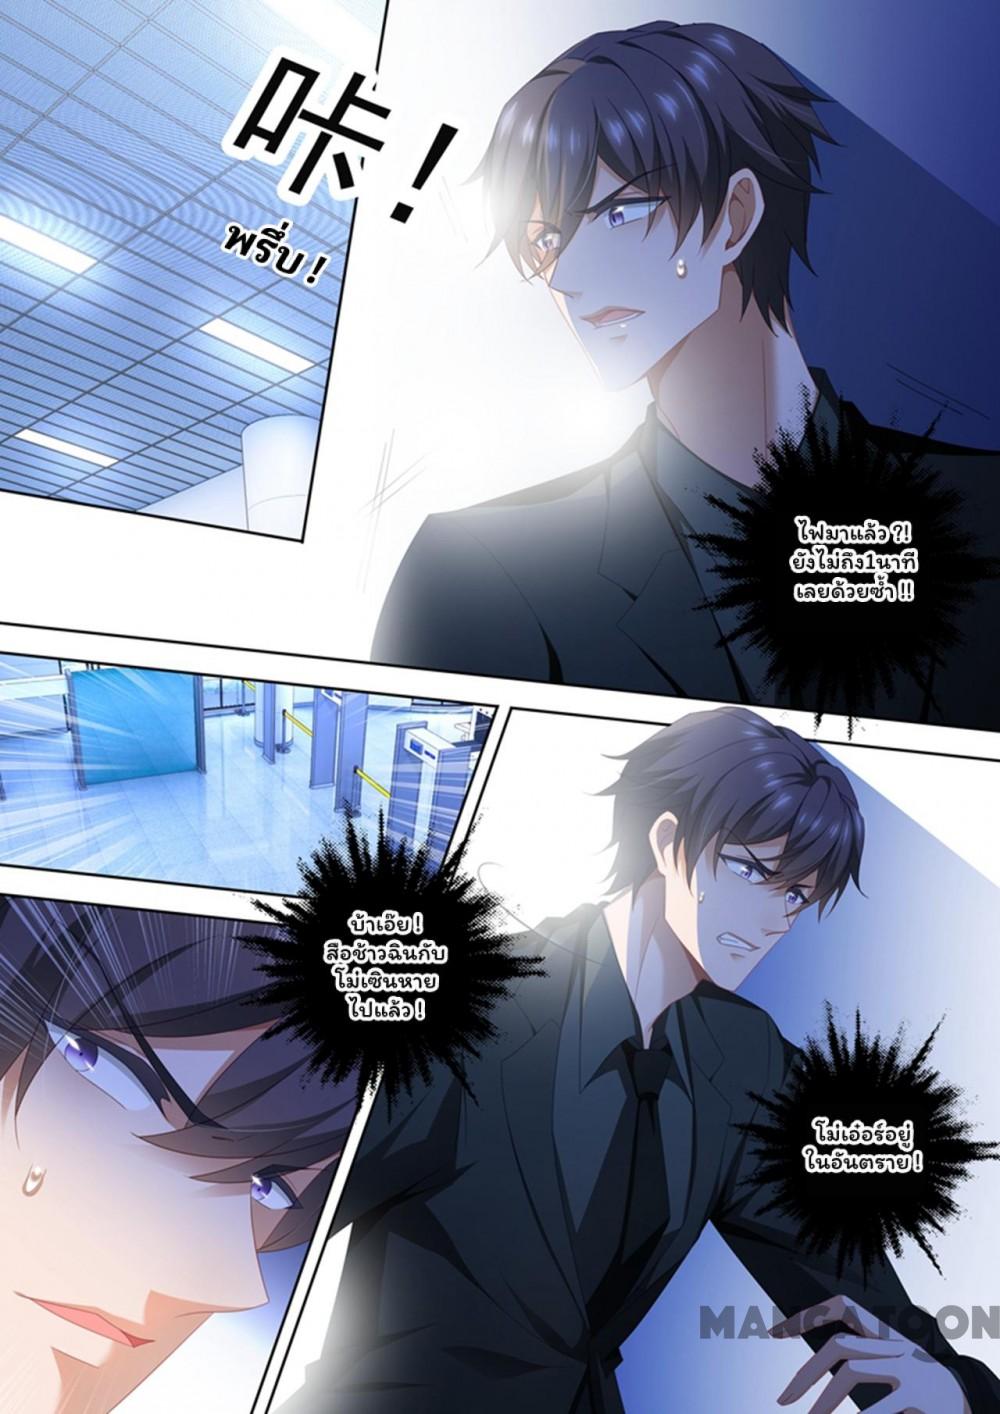 咔!
พรึ่บ !
ไฟมาแล้ว ?!
ยังไม่ถึง1นาที
เลยด้วยซ้ำ !!
บ้าเอ๊ย !
สือช้าวฉินกับ
โม่เซินหาย
ไปแล้ว !
โม่เอ๋อร์อยู่
ในอันตราย !
MANGATOON